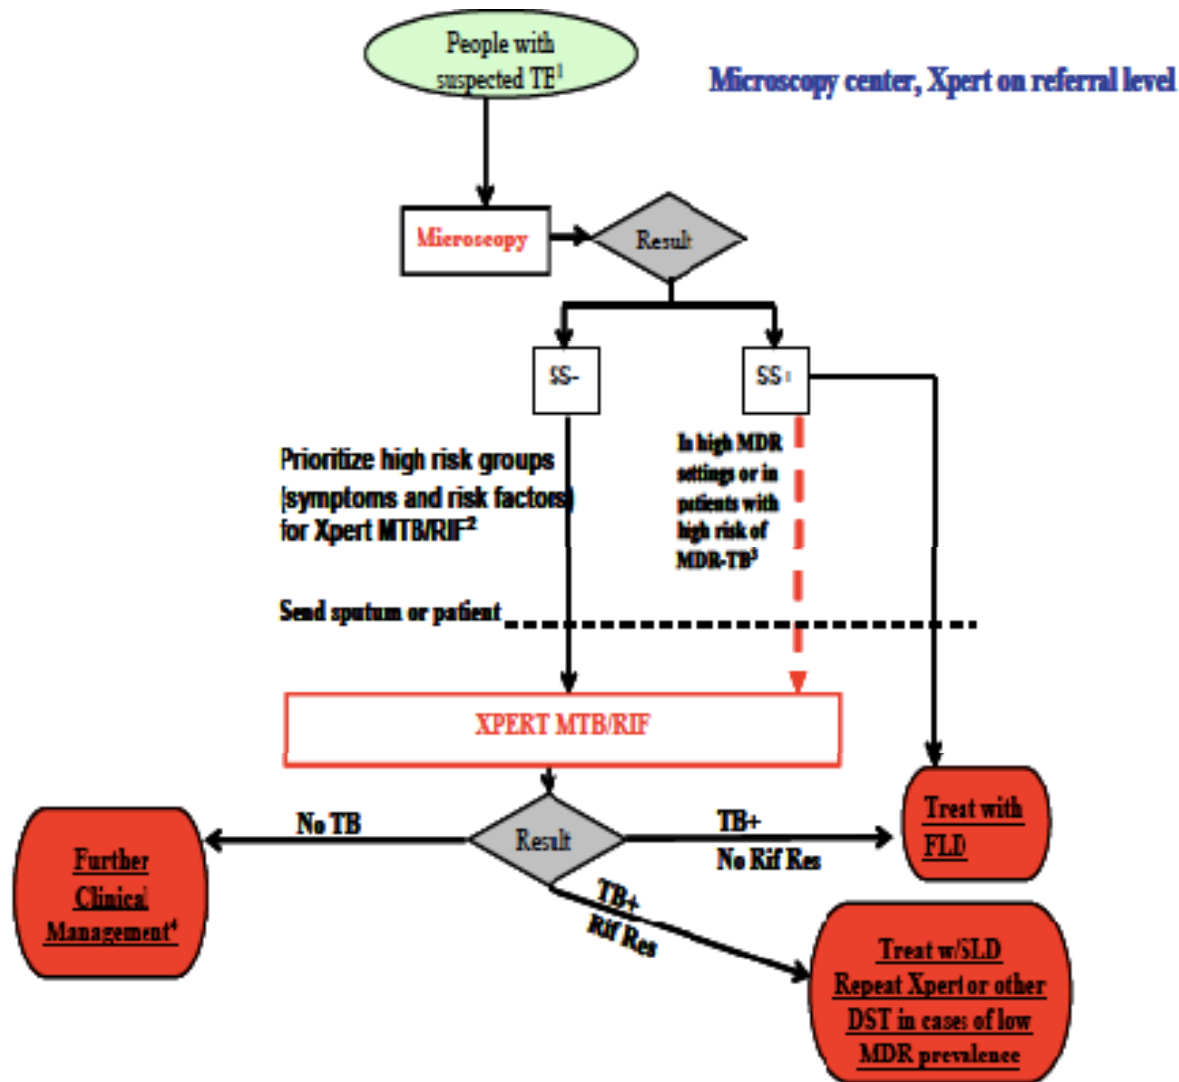 People with
suspected TB¹
Microscopy center, Xpert on referral level
Microscopy
Result
SS-
SS+
Prioritize high risk groups
(symptoms and risk factors)
for Xpert MTB/RIF²
In high MDR
settings or in
patients with
high risk of
MDR-TB³
Send sputum or patient
XPERT MTB/RIF
Result
No TB
TB+
No Rif Res
TB+
Rif Res
Further
Clinical
Management⁴
Treat with
FLD
Treat w/SLD
Repeat Xpert or other
DST in cases of low
MDR prevalence